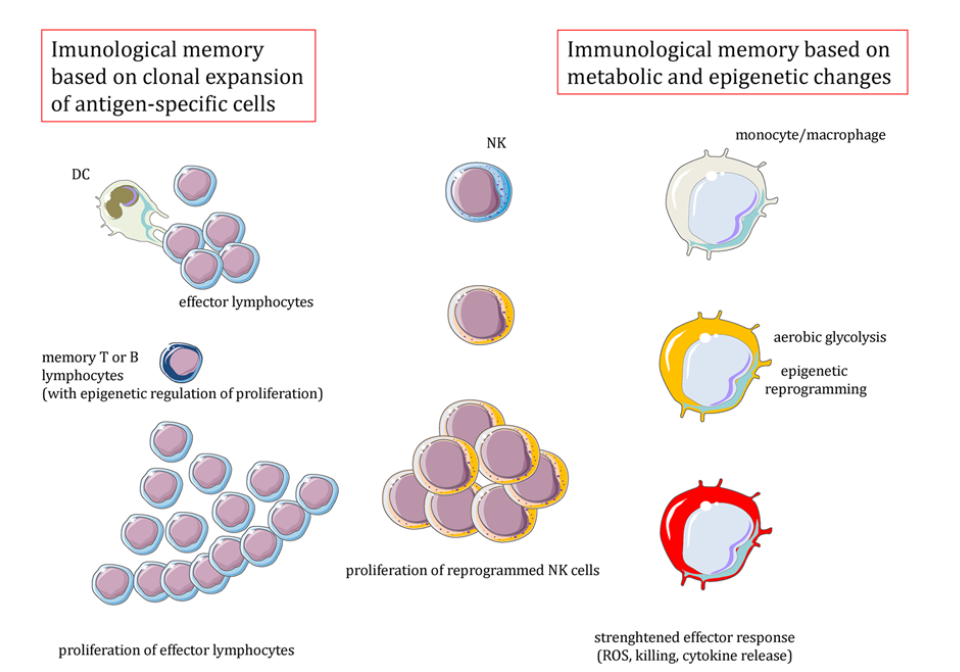 Imunological memory
based on clonal expansion
of antigen-specific cells
Immunological memory based on
metabolic and epigenetic changes
DC
effector lymphocytes
memory T or B
lymphocytes
(with epigenetic regulation of proliferation)
proliferation of effector lymphocytes
NK
proliferation of reprogrammed NK cells
monocyte/macrophage
aerobic glycolysis
epigenetic
reprogramming
strenghtened effector response
(ROS, killing, cytokine release)